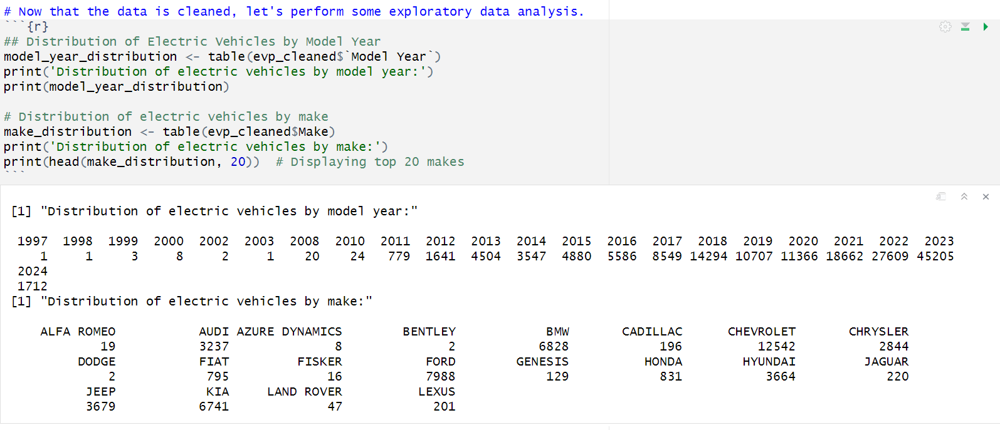 # Now that the data is cleaned, let's perform some exploratory data analysis.
```{r}
## Distribution of Electric Vehicles by Model Year
model_year_distribution <- table(evp_cleaned$`Model Year`)
print('Distribution of electric vehicles by model year:')
print(model_year_distribution)
# Distribution of electric vehicles by make
make_distribution <- table(evp_cleaned$Make)
print('Distribution of electric vehicles by make:')
print(head(make_distribution, 20))  # Displaying top 20 makes
```
[1] "Distribution of electric vehicles by model year:"
1997 1998 1999 2000 2002 2003 2008 2010 2011 2012 2013 2014 2015 2016 2017 2018 2019 2020 2021 2022 2023
1 1 3 8 2 1 20 24 779 1641 4504 3547 4880 5586 8549 14294 10707 11366 18662 27609 45205
2024
1712
[1] "Distribution of electric vehicles by make:"
ALFA ROMEO AUDI AZURE DYNAMICS BENTLEY BMW CADILLAC CHEVROLET CHRYSLER
19 3237 8 2 6828 196 12542 2844
DODGE FIAT FISKER FORD GENESIS HONDA HYUNDAI JAGUAR
2 795 16 7988 129 831 3664 220
JEEP KIA LAND ROVER LEXUS
3679 6741 47 201